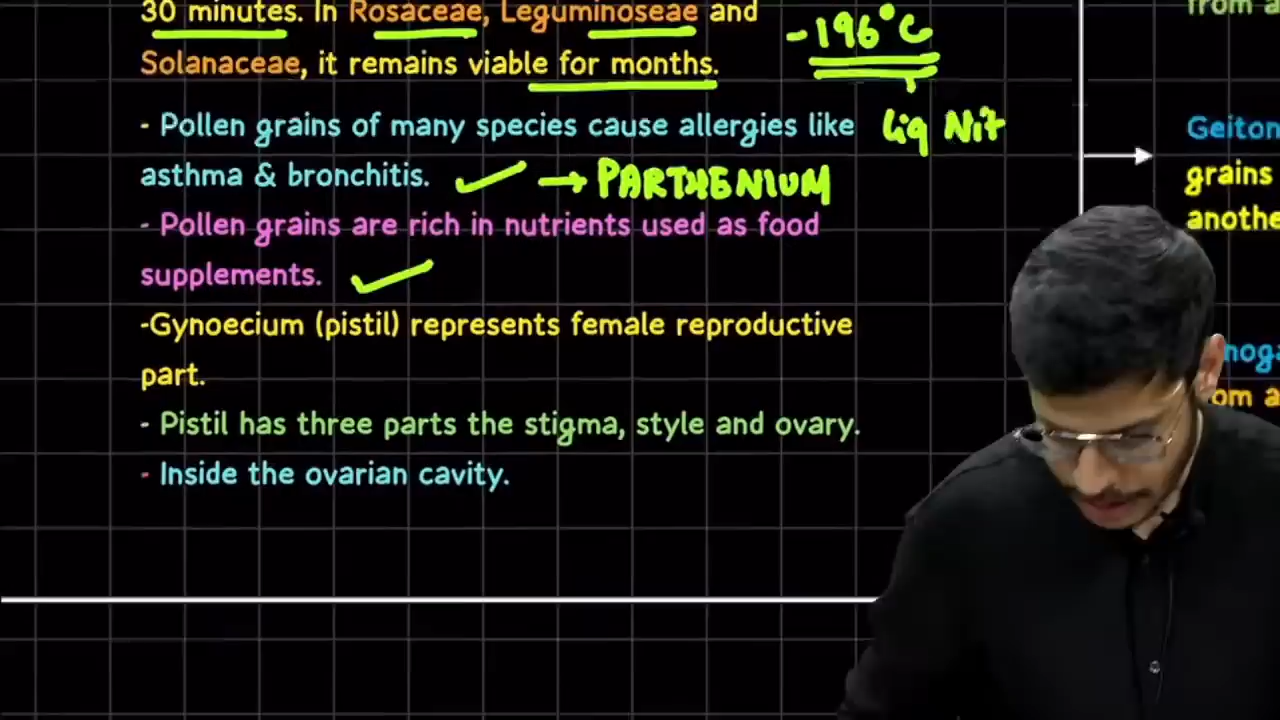 30 minutes. In Rosaceae, Leguminoseae and
Solanaceae, it remains viable for months.
-196°C
Liq Nit
- Pollen grains of many species cause allergies like
asthma & bronchitis.
→ PARTHENIUM
- Pollen grains are rich in nutrients used as food
supplements.
-Gynoecium (pistil) represents female reproductive
part.
- Pistil has three parts the stigma, style and ovary.
- Inside the ovarian cavity.
from a
Geiton
grains
anothe
noga
om a